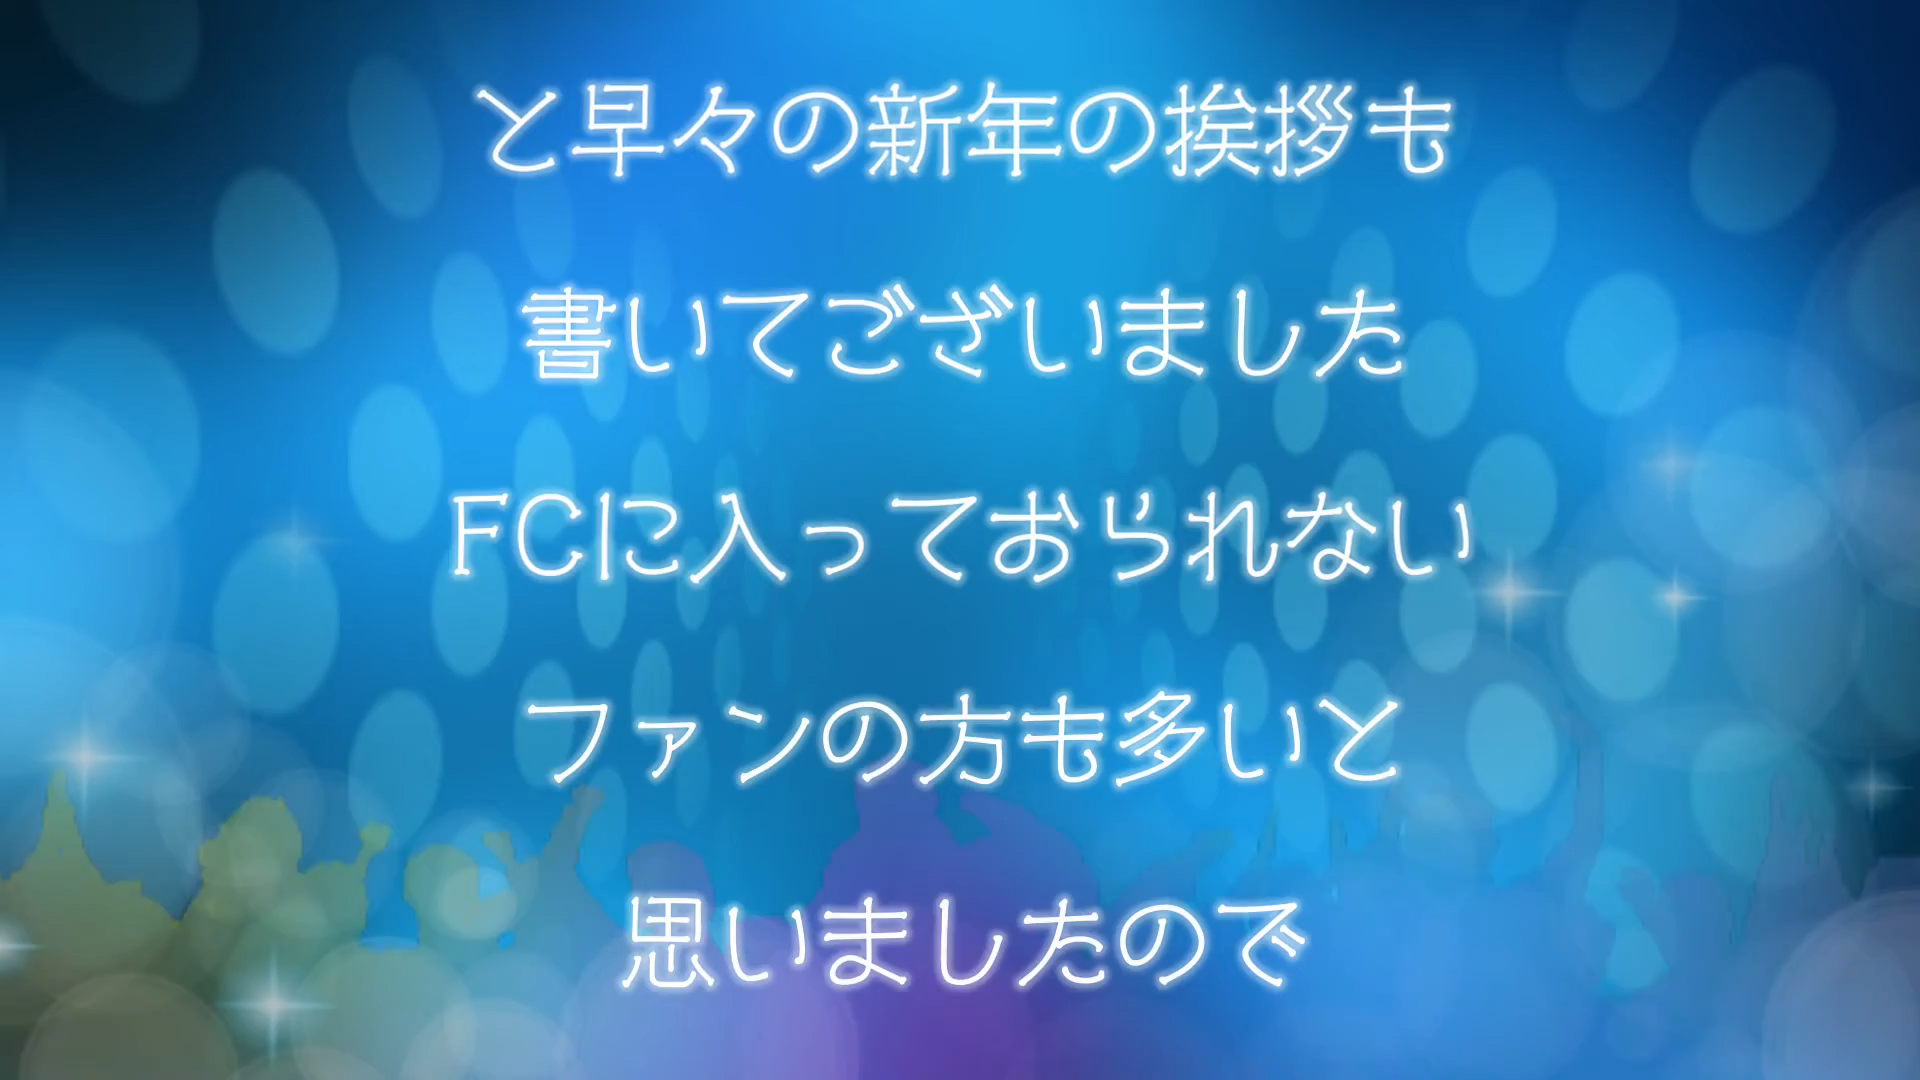 と早々の新年の挨拶も
書いてございました
FCに入っておられない
ファンの方も多いと
思いましたので